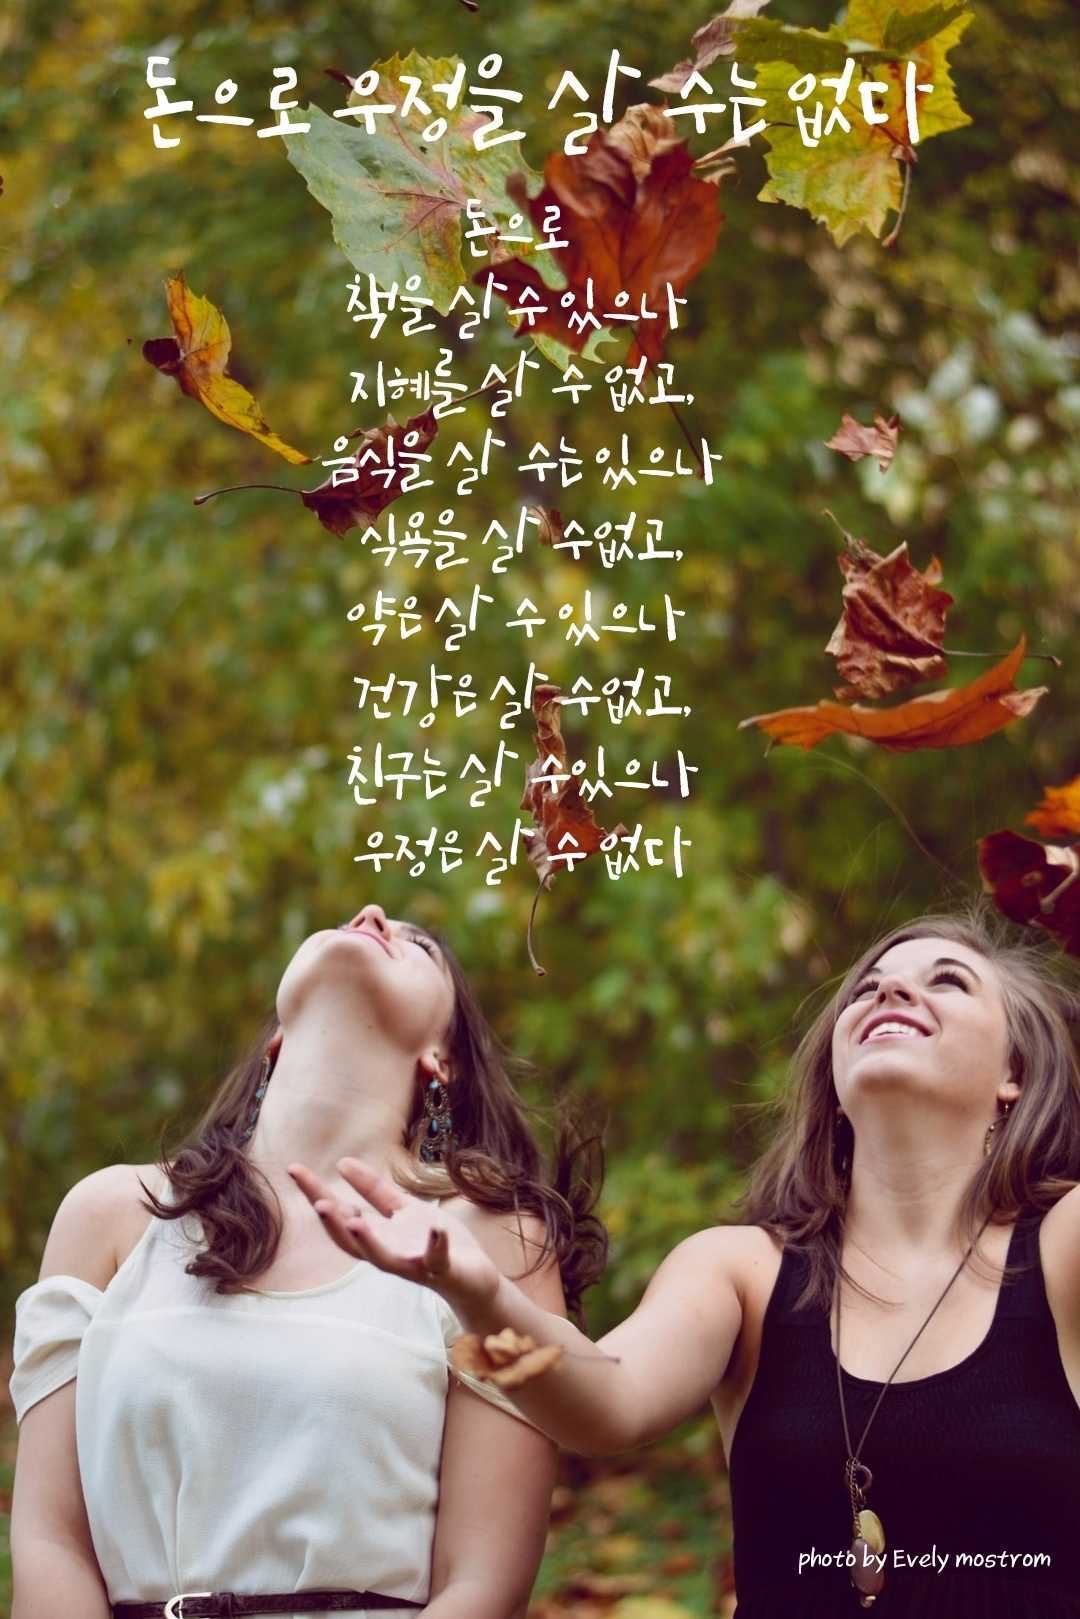 돈으로 우정을 살 수는 없다
돈으로
책을 살 수 있으나
지혜를 살 수 없고,
음식을 살 수는 있으나
식욕을 살 수없고,
약은 살 수 있으나
건강은 살 수없고,
친구는 살 수있으나
우정은 살 수 없다
photo by Evely mostrom